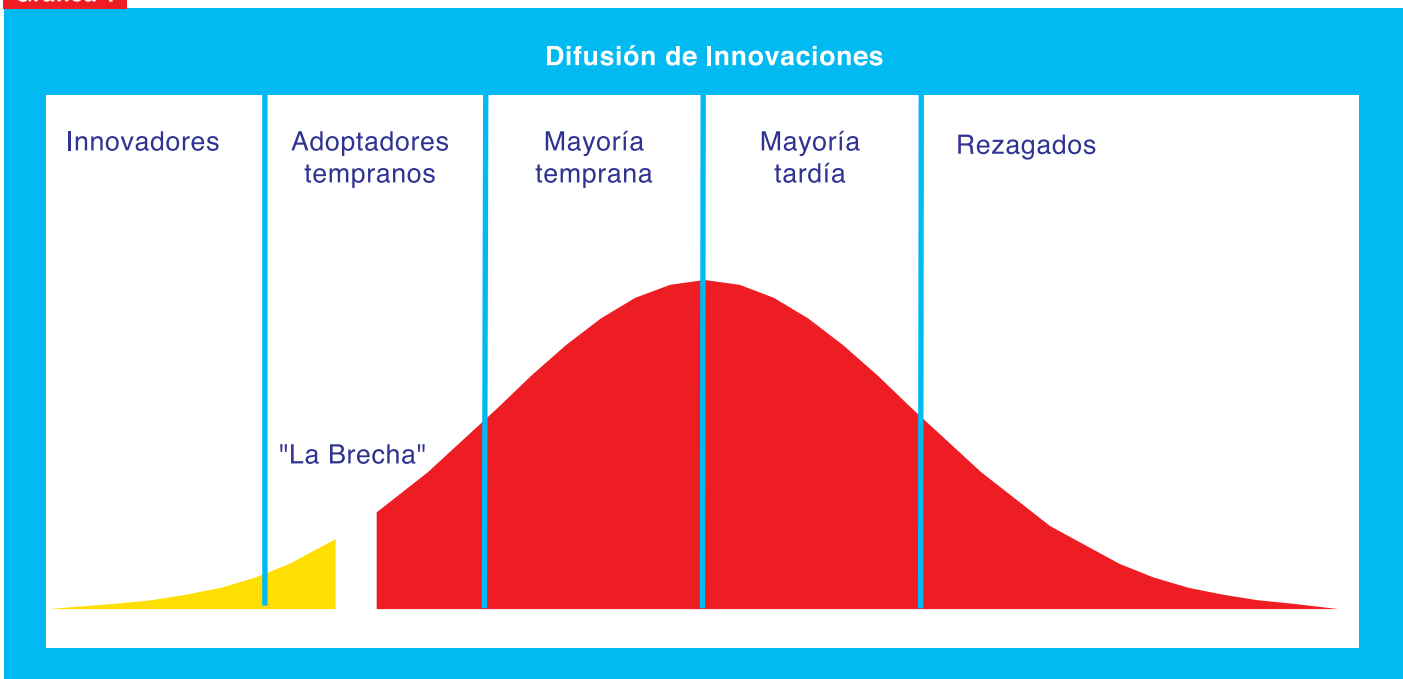 Difusión de Innovaciones
Innovadores
Adoptadores
tempranos
Mayoría
temprana
Mayoría
tardía
Rezagados
"La Brecha"